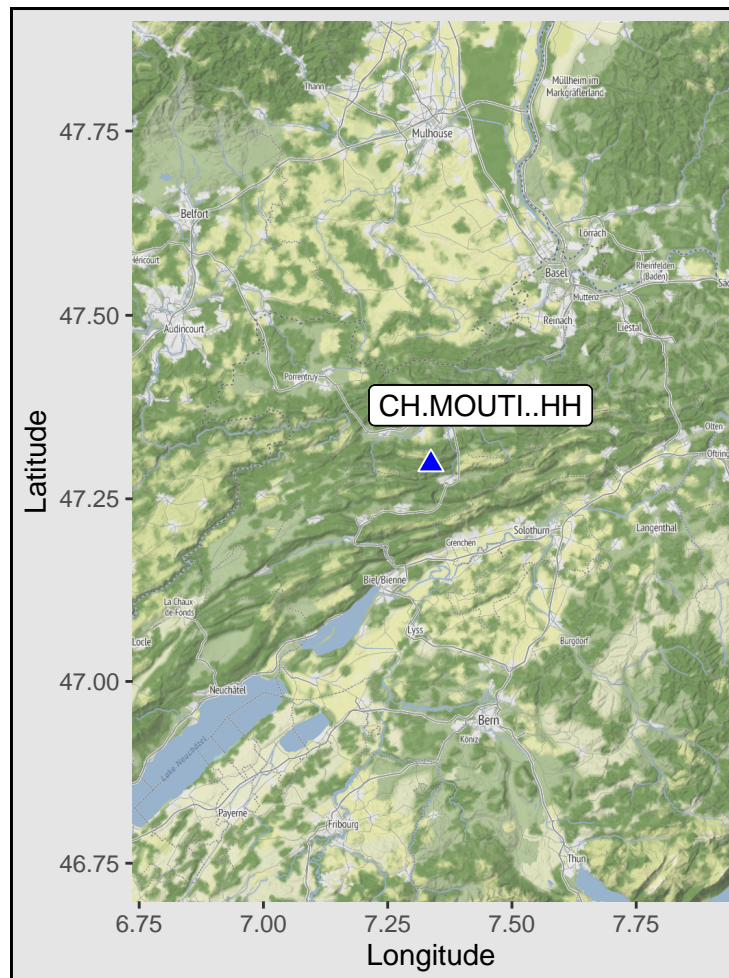 Müllheim im
Markgräflerland
Thann
47.75
Mulhouse
Belfort
Lörrach
Héricourt
Basel
Rheinfelden
(Baden)
Muttenz
47.50
Reinach
Liestal
Audincourt
Porrentruy
CH.MOUTI..HH
Olten
Oftring
Latitude
47.25
Solothurn
Langenthal
Grenchen
Biel/Bienne
La Chaux
de-Fonds
Lyss
Locle
Burgdorf
47.00
Neuchâtel
Bern
Köniz
Lake Neuchâtel
Payerne
Fribourg
46.75
Thun
6.75 7.00 7.25 7.50 7.75
Longitude